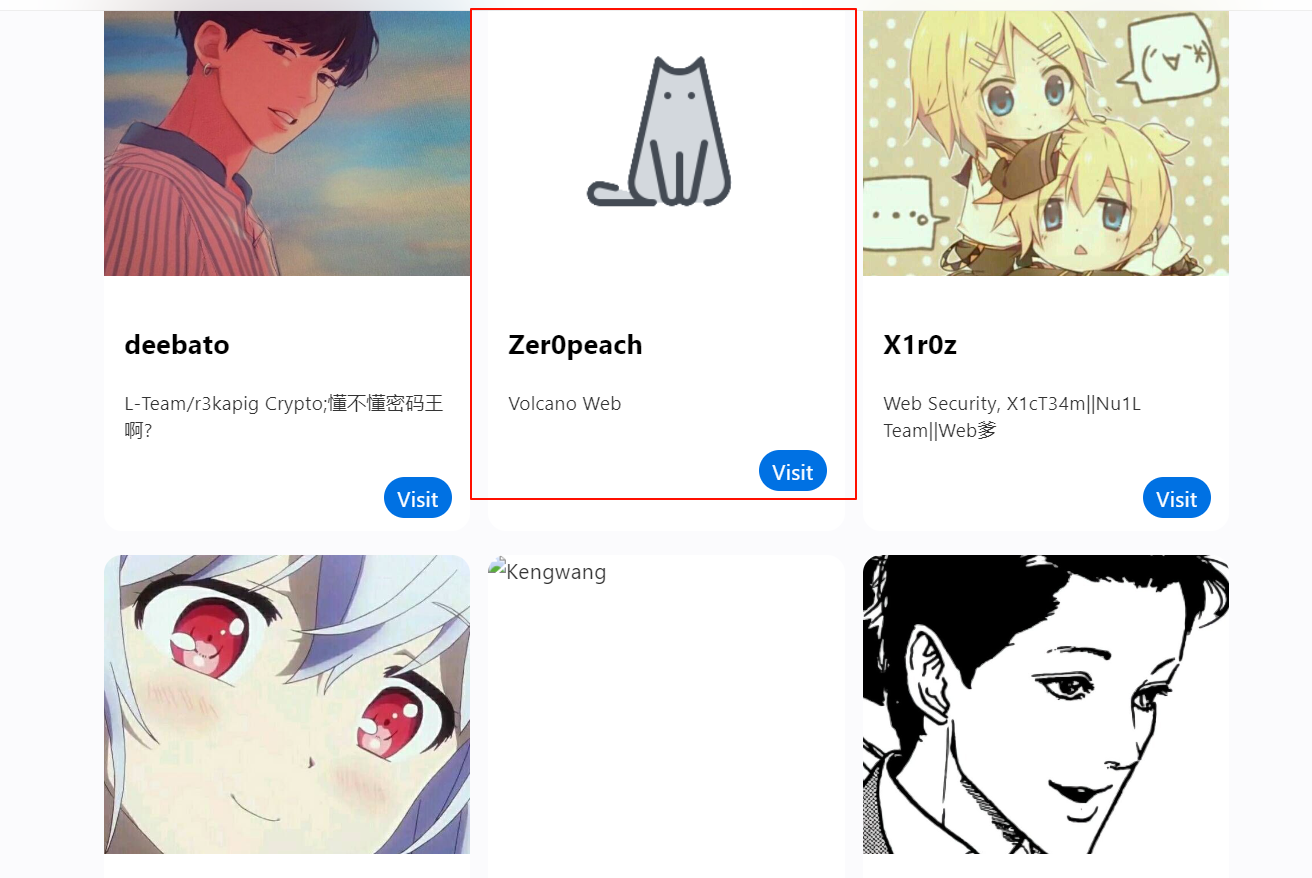 deebato
L-Team/r3kapig Crypto;懂不懂密码王
啊?
Visit
Zer0peach
Volcano Web
Visit
X1r0z
Web Security, X1cT34m||Nu1L
Team||Web爹
Visit
Kengwang